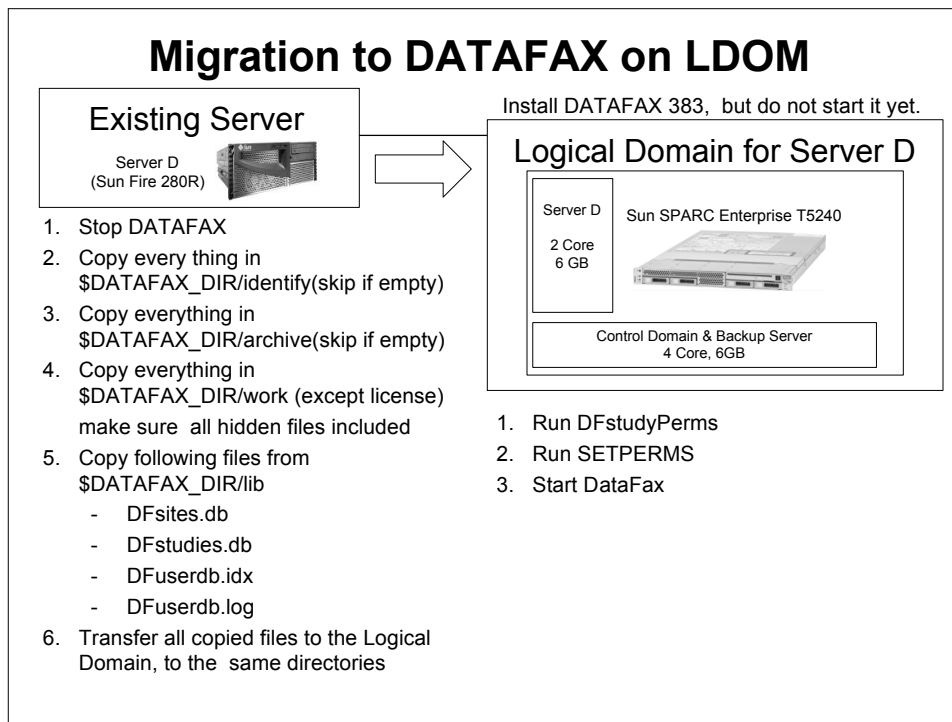 Migration to DATAFAX on LDOM
Existing Server
Server D
(Sun Fire 280R)
1. Stop DATAFAX
2. Copy every thing in
$DATAFAX_DIR/identify(skip if empty)
3. Copy everything in
$DATAFAX_DIR/archive(skip if empty)
4. Copy everything in
$DATAFAX_DIR/work (except license)
make sure  all hidden files included
5. Copy following files from
$DATAFAX_DIR/lib
- DFsites.db
- DFstudies.db
- DFuserdb.idx
- DFuserdb.log
6. Transfer all copied files to the Logical
Domain, to the  same directories
Install DATAFAX 383,  but do not start it yet.
Logical Domain for Server D
Server D
2 Core
6 GB
Sun SPARC Enterprise T5240
Control Domain & Backup Server
4 Core, 6GB
1. Run DFstudyPerms
2. Run SETPERMS
3. Start DataFax